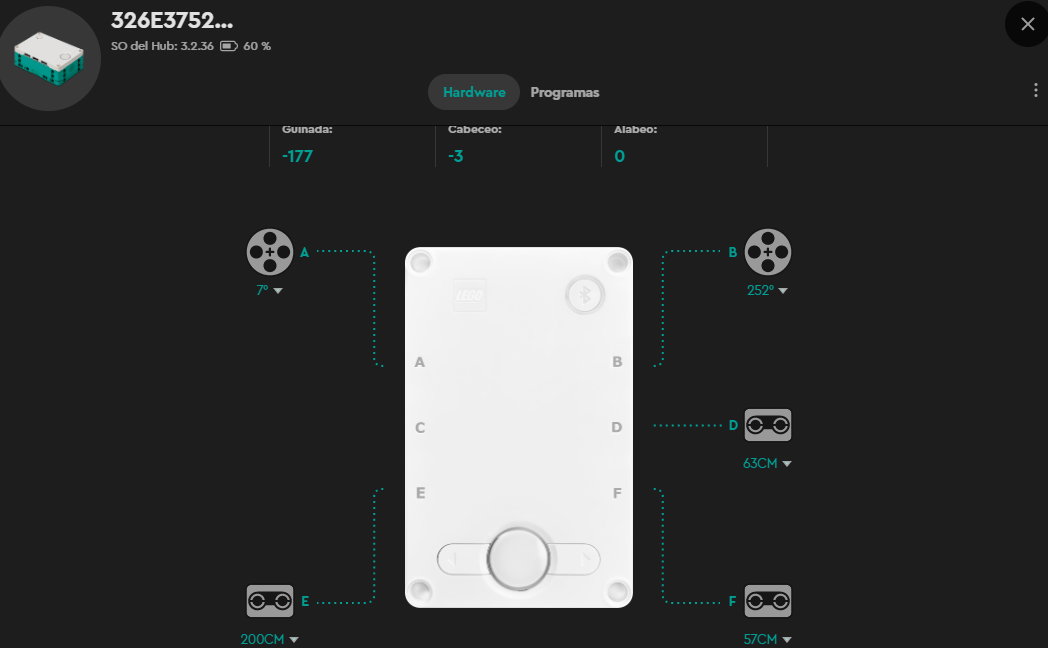 326E3752...
SO del Hub: 3.2.36 60 %
Hardware Programas
Guiñada: Cabeceo: Alabeo:
-177 -3 0
A B
7° 252°
LEGO
A B
C D D
63CM
E F
E F
200CM 57CM